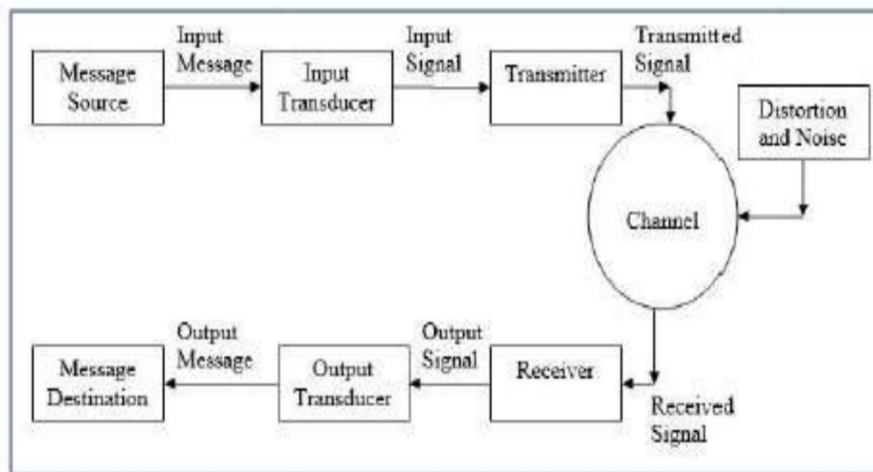 Input
Message
Input
Signal
Transmitted
Signal
Message
Source
Input
Transducer
Transmitter
Distortion
and Noise
Channel
Output
Message
Output
Signal
Message
Destination
Output
Transducer
Receiver
Received
Signal